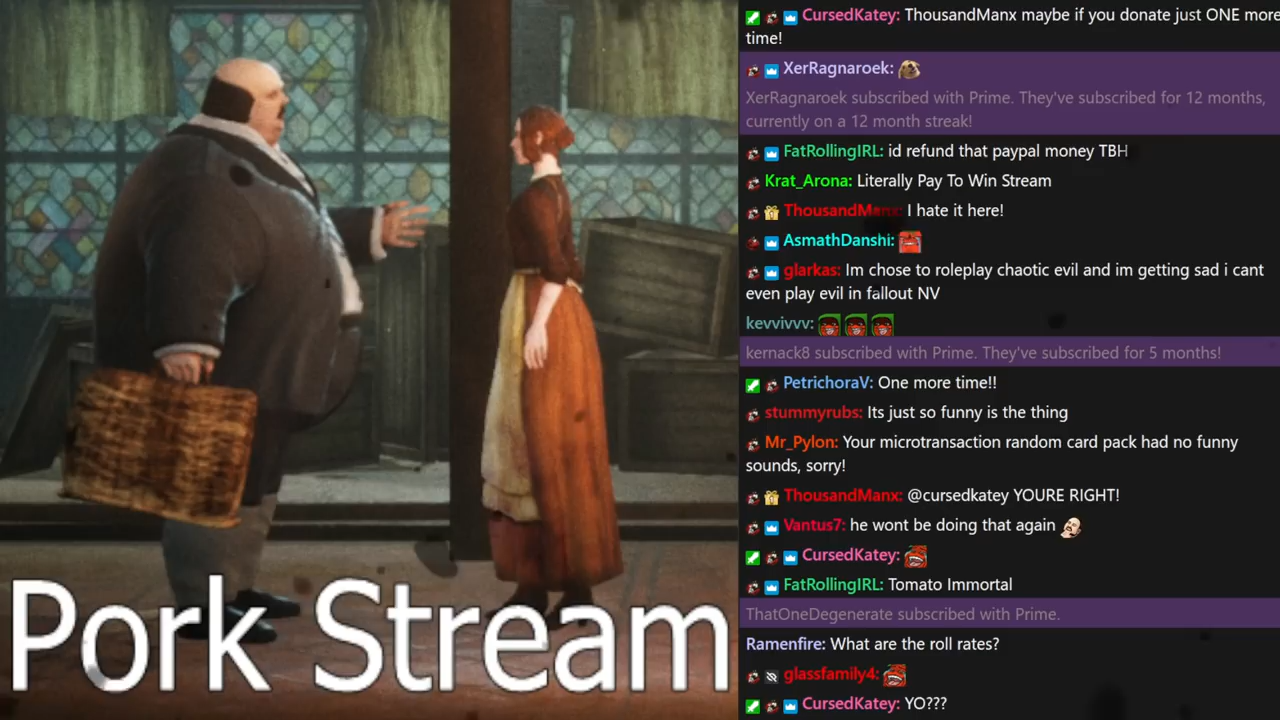 CursedKatey: ThousandManx maybe if you donate just ONE more
time!
XerRagnaroek:
XerRagnaroek subscribed with Prime. They've subscribed for 12 months,
currently on a 12 month streak!
FatRollingIRL: id refund that paypal money TBH
Krat_Arona: Literally Pay To Win Stream
ThousandManx: I hate it here!
AsmathDanshi:
glarkas: Im chose to roleplay chaotic evil and im getting sad i cant
even play evil in fallout NV
kevvivvv:
kernack8 subscribed with Prime. They've subscribed for 5 months!
PetrichoraV: One more time!!
stummyrubs: Its just so funny is the thing
Mr_Pylon: Your microtransaction random card pack had no funny
sounds, sorry!
ThousandManx: @cursedkatey YOURE RIGHT!
Vantus7: he wont be doing that again
CursedKatey:
FatRollingIRL: Tomato Immortal
ThatOneDegenerate subscribed with Prime.
Ramenfire: What are the roll rates?
glassfamily4:
CursedKatey: YO???
Pork Stream